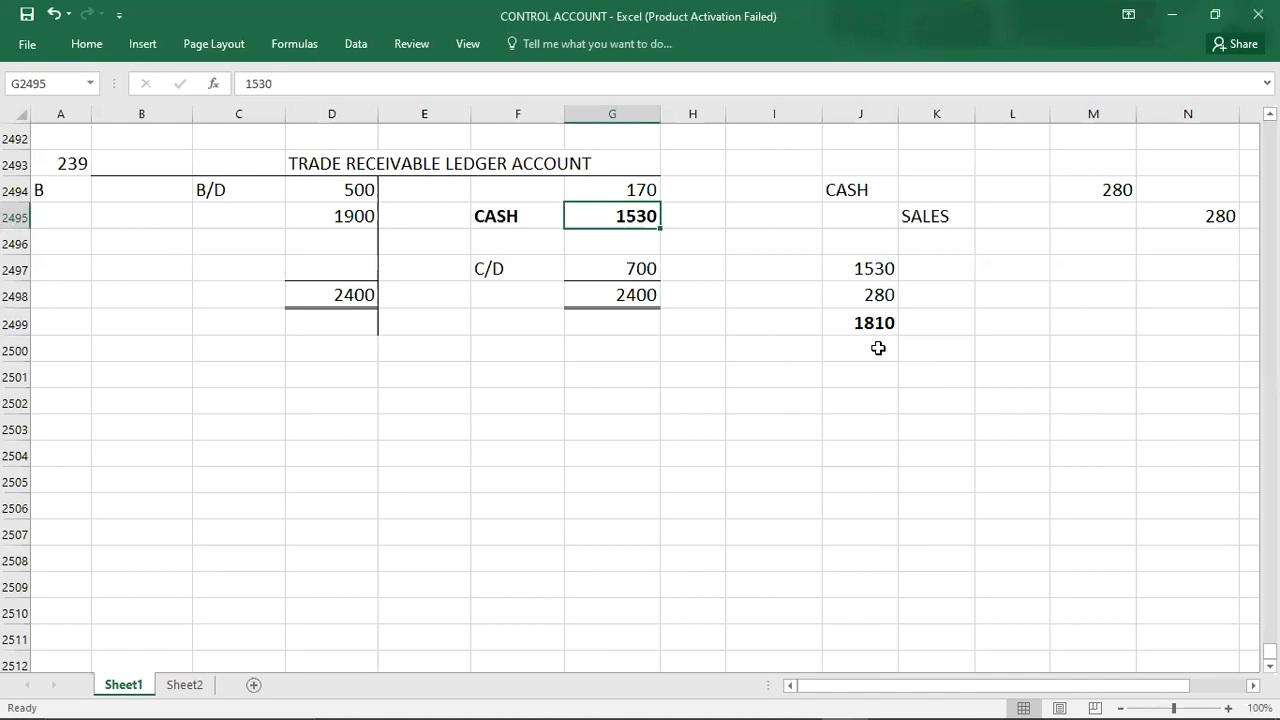 CONTROL ACCOUNT - Excel (Product Activation Failed)
File Home Insert Page Layout Formulas Data Review View Tell me what you want to do... Share
G2495 fx 1530
A B C D E F G H I J K L M N
2492
2493 239 TRADE RECEIVABLE LEDGER ACCOUNT
2494 B B/D 500 170 CASH 280
2495 1900 CASH 1530 SALES 280
2496
2497 C/D 700 1530
2498 2400 2400 280
2499 1810
2500
2501
2502
2503
2504
2505
2506
2507
2508
2509
2510
2511
2512
Sheet1 Sheet2
Ready 100%